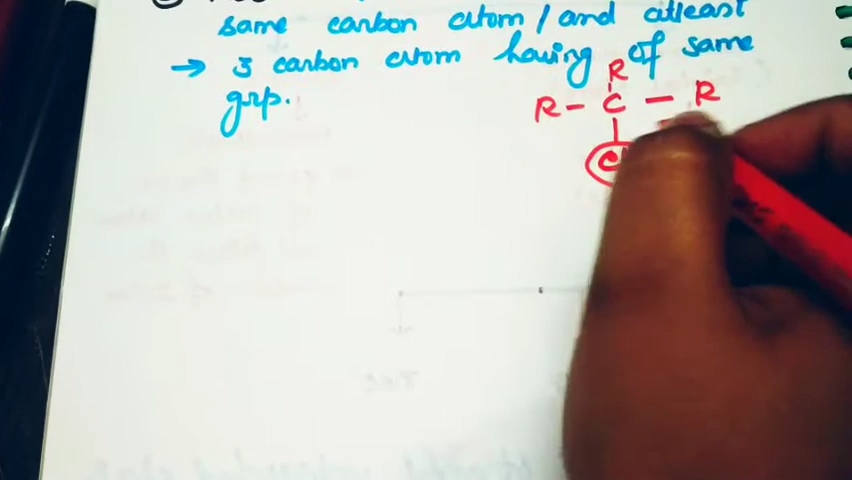 same carbon atom / and atleast
→ 3 carbon atom having of same
grp.
R
R - C - R